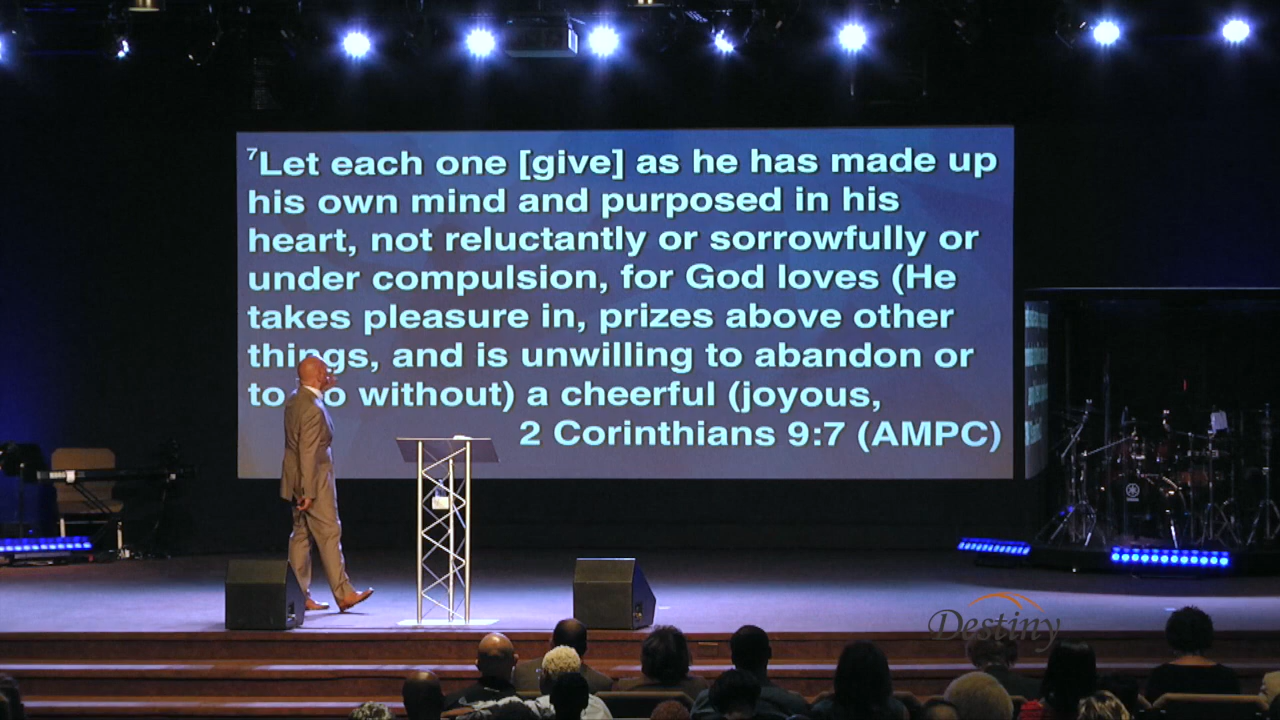 7Let each one [give] as he has made up
his own mind and purposed in his
heart, not reluctantly or sorrowfully or
under compulsion, for God loves (He
takes pleasure in, prizes above other
things, and is unwilling to abandon or
to go without) a cheerful (joyous,
2 Corinthians 9:7 (AMPC)
Destiny